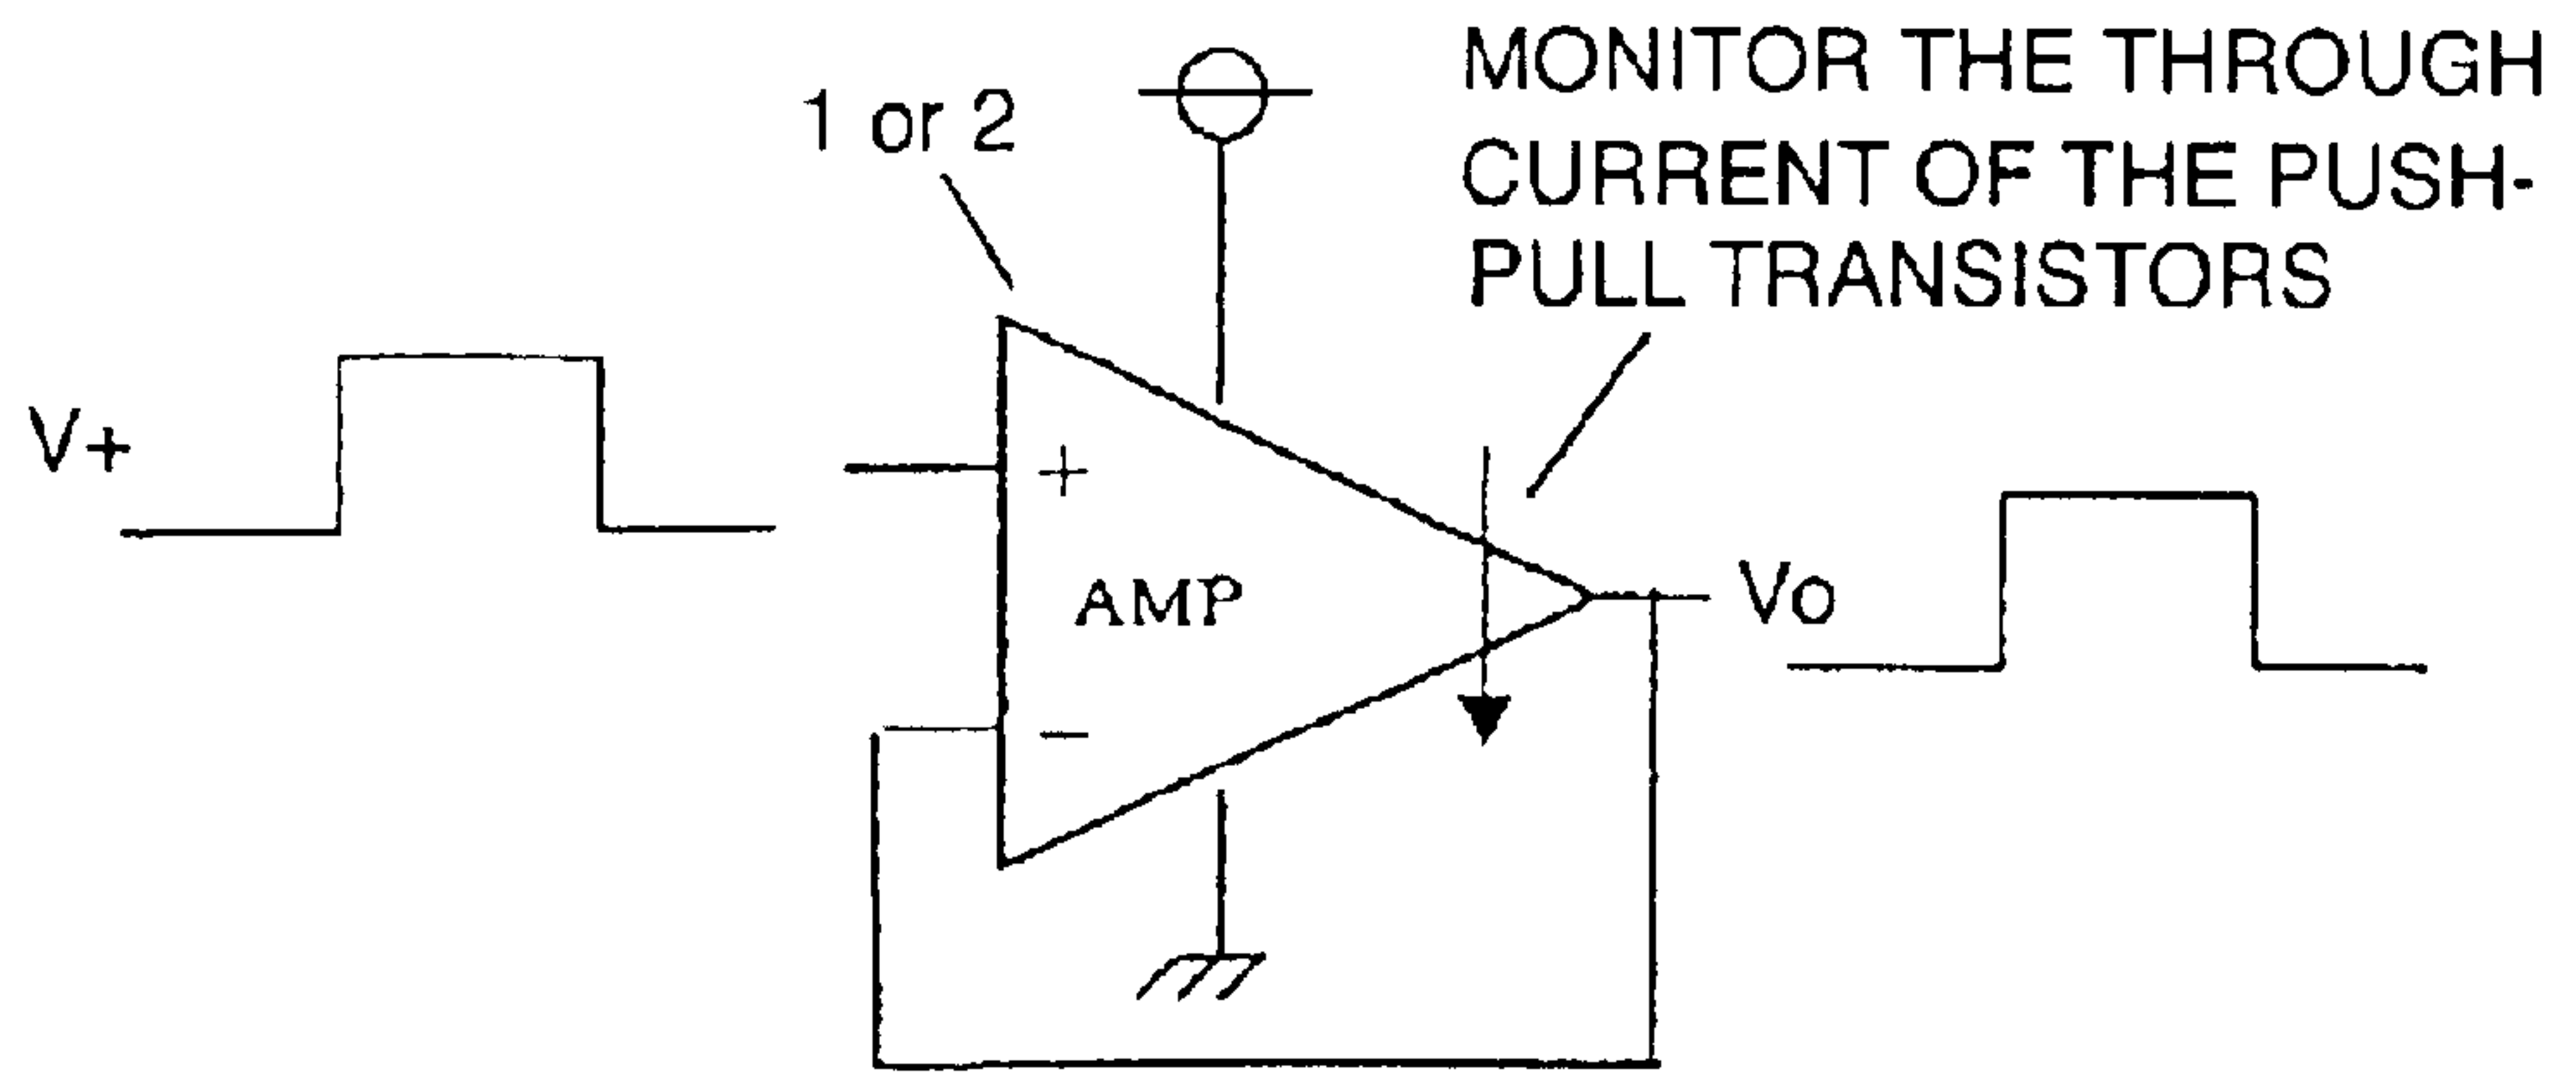 MONITOR THE THROUGH
CURRENT OF THE PUSH-
PULL TRANSISTORS
1 or 2
V+
+
AMP
Vo
−